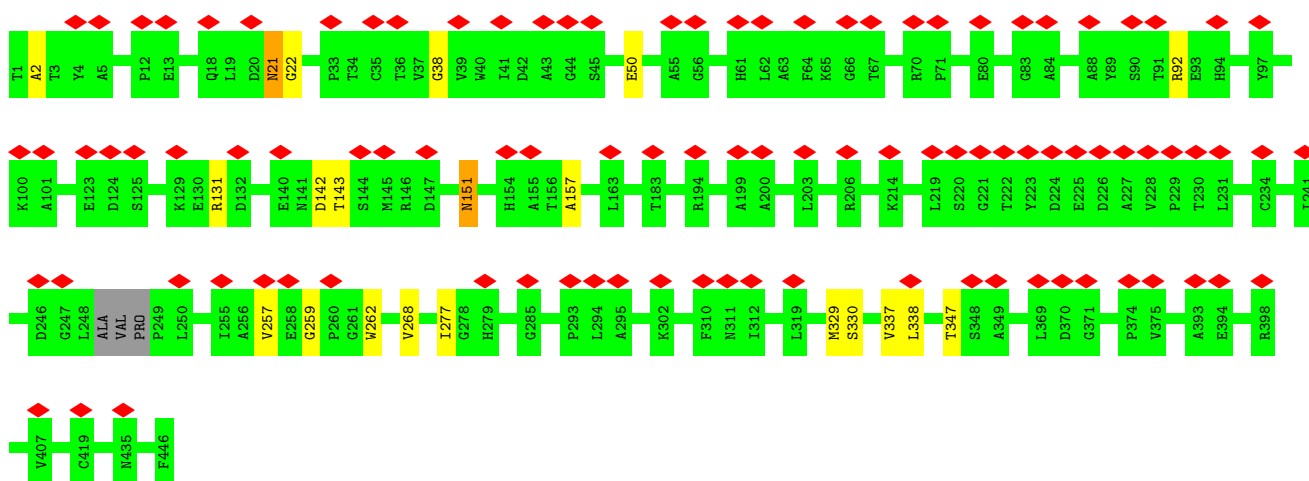 T1 A2 T3 Y4 A5 P12 E13 Q18 L19 D20 N21 G22 P33 T34 C35 T36 V37 G38 V39 W40 I41 D42 A43 G44 S45 E50 A55 G56 H61 L62 A63 F64 K65 G66 T67 R70 P71 E80 G83 A84 A88 Y89 S90 T91 R92 E93 H94 Y97
K100 A101 E123 D124 S125 K129 E130 R131 D132 E140 N141 D142 T143 S144 M145 R146 D147 N151 H154 A155 T156 A157 L163 T183 R194 A199 A200 L203 R206 K214 L219 S220 G221 T222 Y223 D224 E225 D226 A227 V228 P229 T230 L231 C234 I241
D246 G247 L248 ALA VAL PRO P249 L250 I255 A256 V257 E258 G259 P260 G261 W262 V268 I277 G278 H279 G285 P293 L294 A295 K302 F310 N311 I312 L319 M329 S330 V337 L338 T347 S348 A349 L369 D370 G371 P374 V375 A393 E394 R398
V407 C419 N435 F446